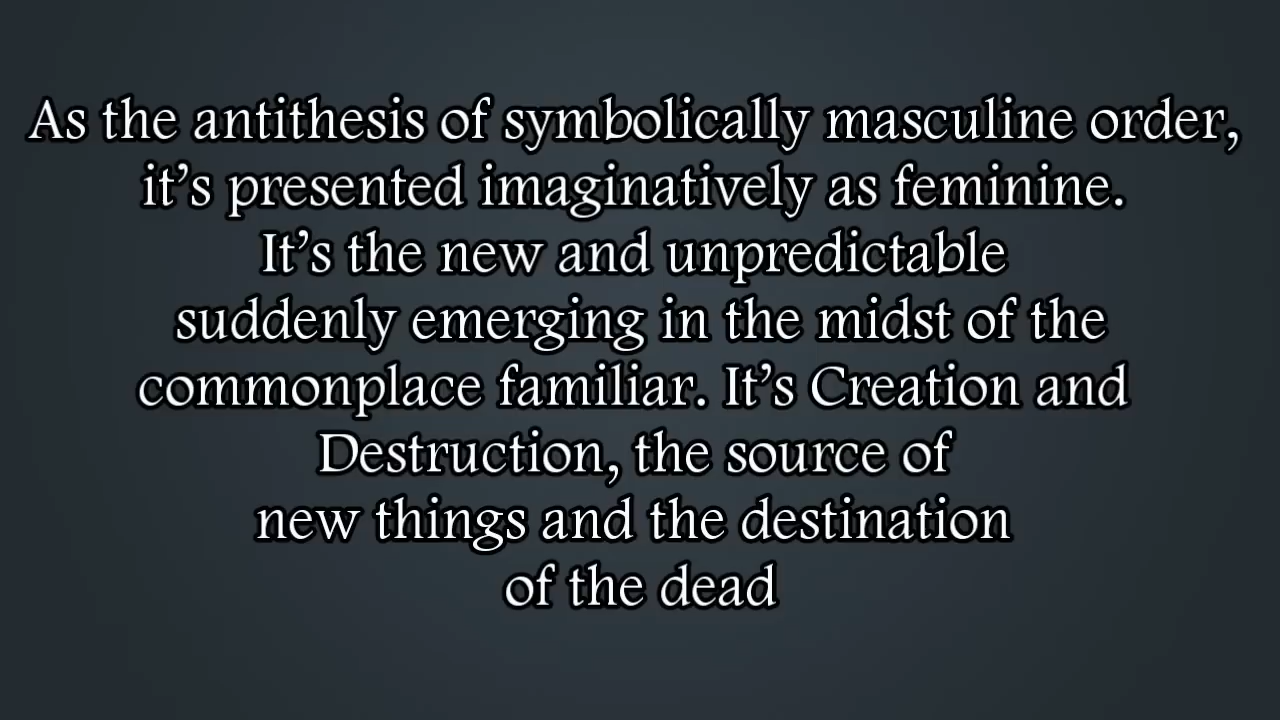 As the antithesis of symbolically masculine order,
it’s presented imaginatively as feminine.
It’s the new and unpredictable
suddenly emerging in the midst of the
commonplace familiar. It’s Creation and
Destruction, the source of
new things and the destination
of the dead